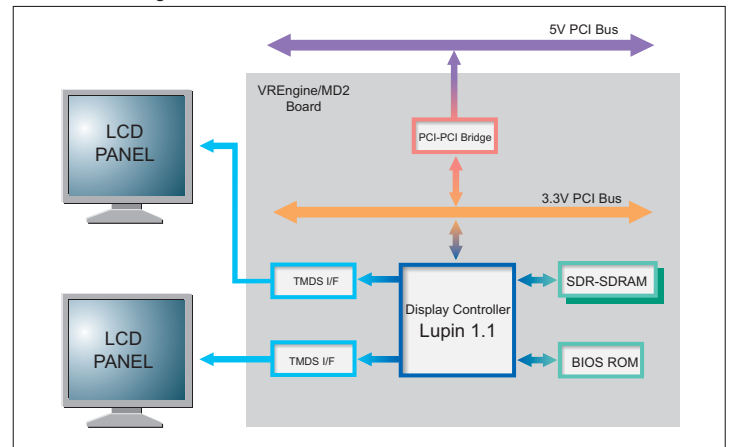 5V PCI Bus
VREngine/MD2
Board
LCD
PANEL
PCI-PCI Bridge
3.3V PCI Bus
TMDS I/F
Display Controller
Lupin 1.1
SDR-SDRAM
LCD
PANEL
TMDS I/F
BIOS ROM